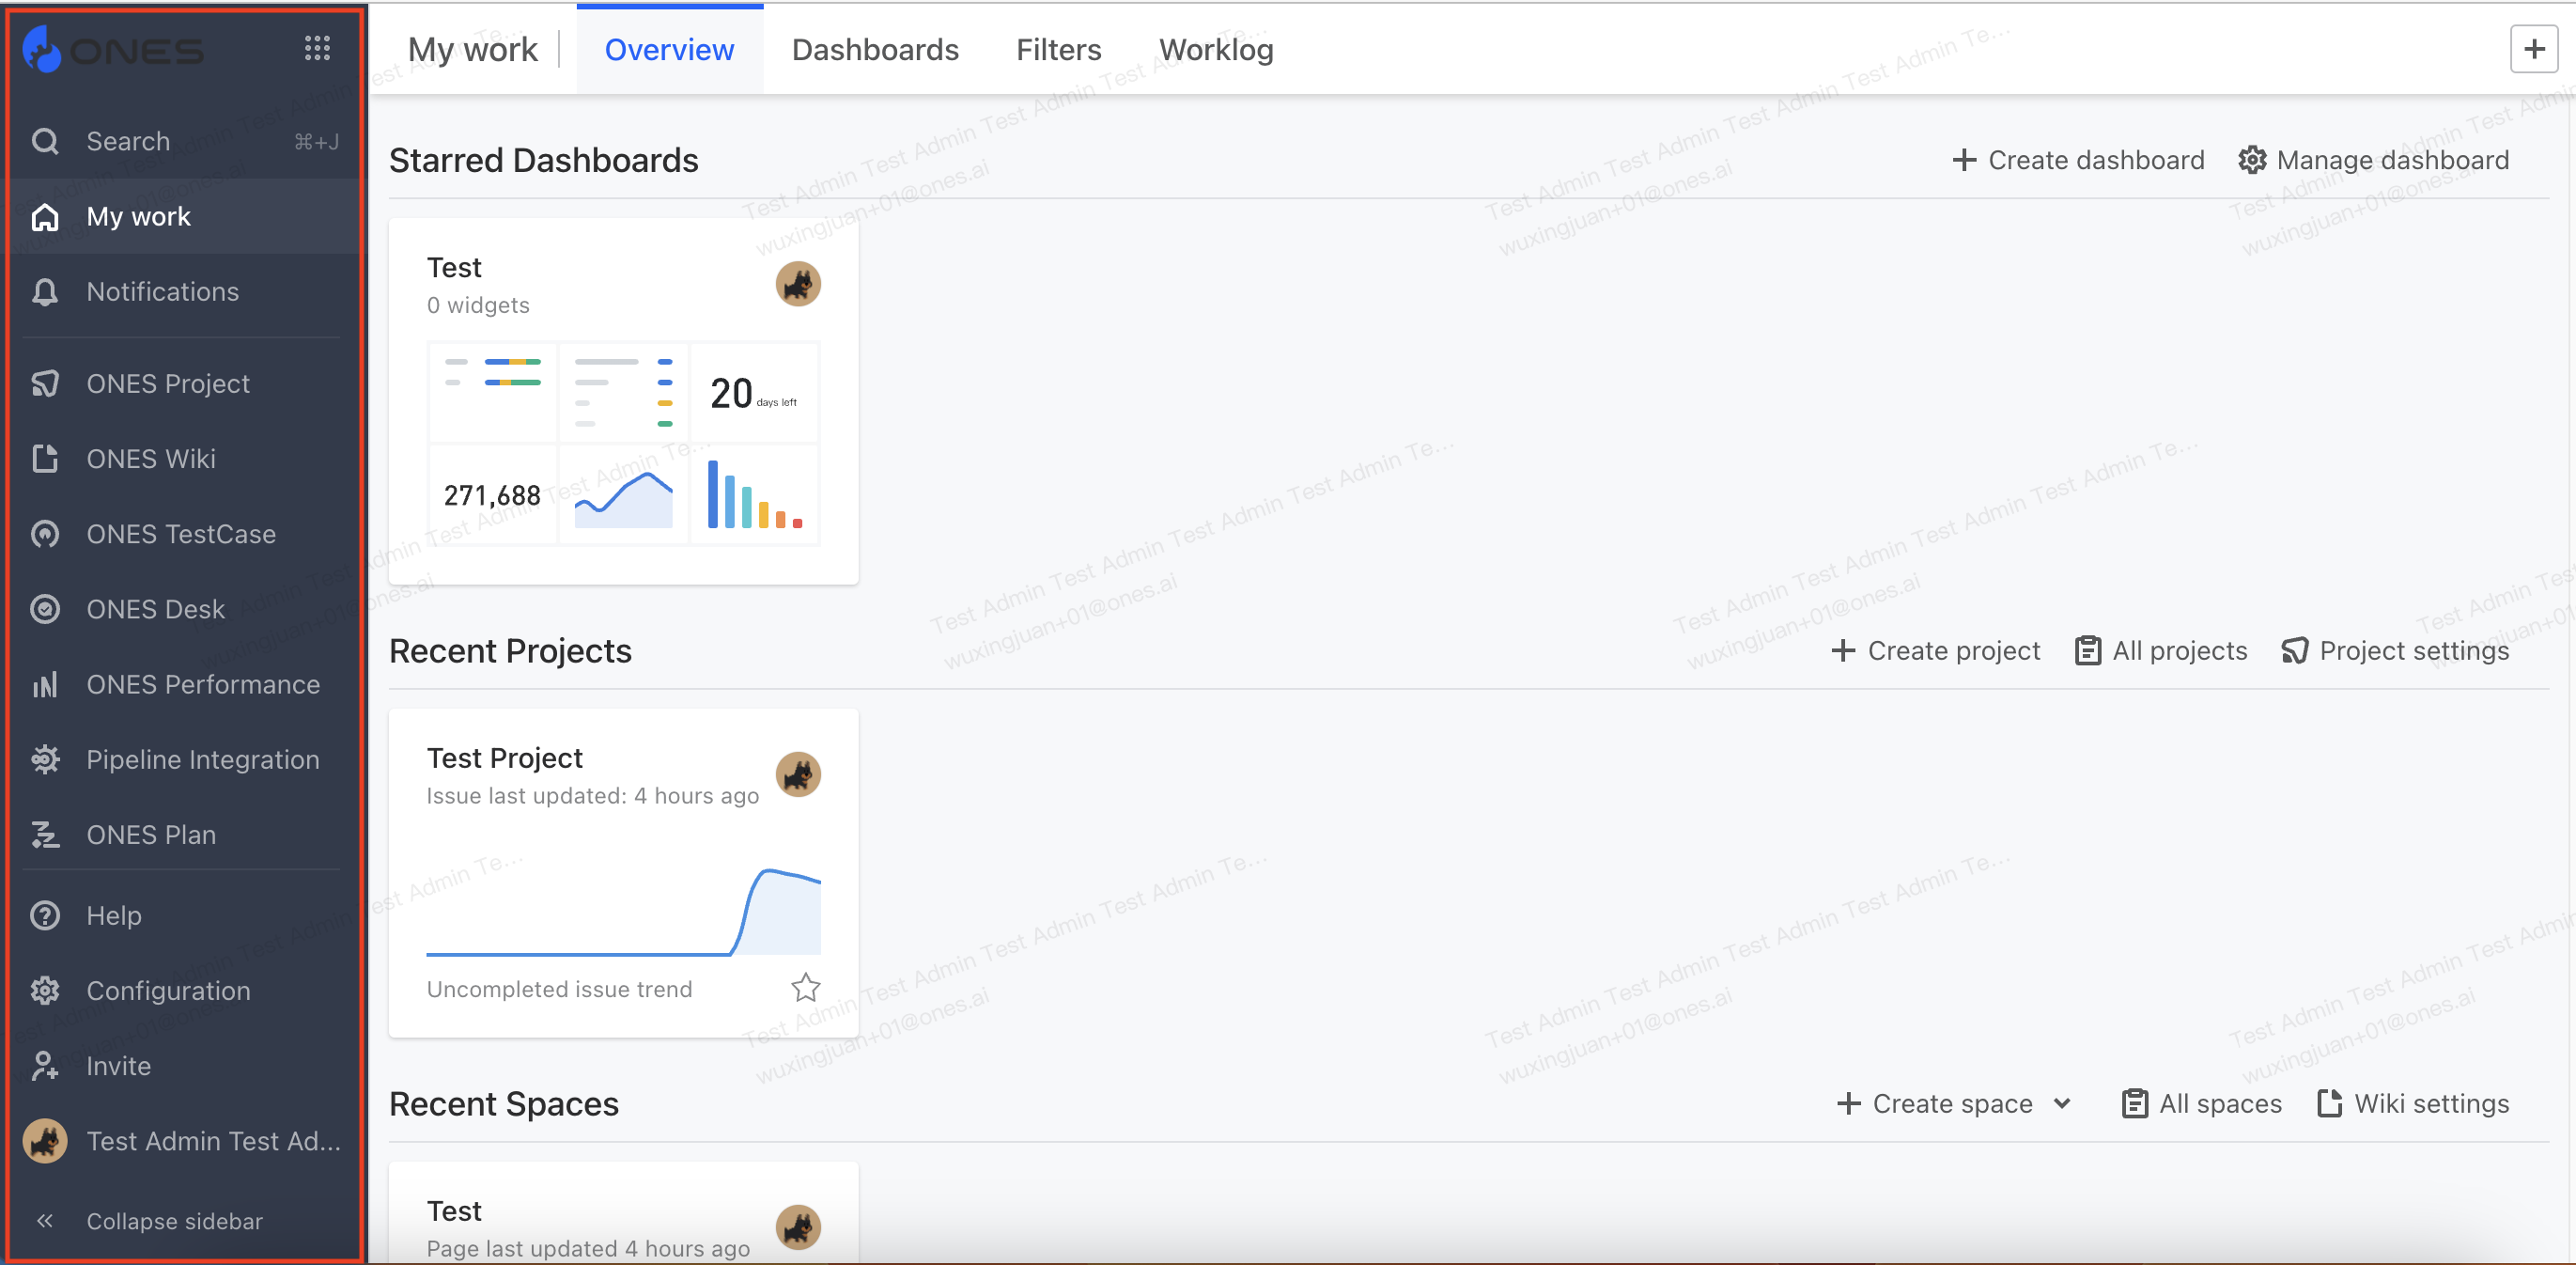 ONES
Search ⌘+J
My work
Notifications
ONES Project
ONES Wiki
ONES TestCase
ONES Desk
ONES Performance
Pipeline Integration
ONES Plan
Help
Configuration
Invite
Test Admin Test Ad...
Collapse sidebar
My work
Overview
Dashboards
Filters
Worklog
Starred Dashboards
Create dashboard
Manage dashboard
Test
0 widgets
20 days left
271,688
Recent Projects
Create project
All projects
Project settings
Test Project
Issue last updated: 4 hours ago
Uncompleted issue trend
Recent Spaces
Create space
All spaces
Wiki settings
Test
Page last updated 4 hours ago
Test Admin Test Admin Test Admin Test Admin Te...
wuxingjuan+01@ones.ai